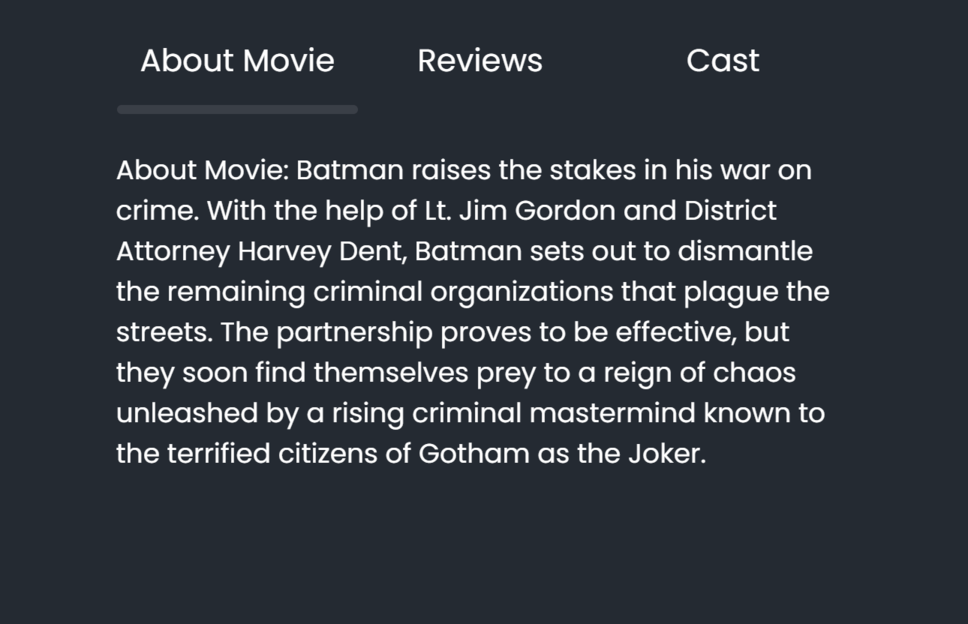 About Movie Reviews Cast
About Movie: Batman raises the stakes in his war on
crime. With the help of Lt. Jim Gordon and District
Attorney Harvey Dent, Batman sets out to dismantle
the remaining criminal organizations that plague the
streets. The partnership proves to be effective, but
they soon find themselves prey to a reign of chaos
unleashed by a rising criminal mastermind known to
the terrified citizens of Gotham as the Joker.